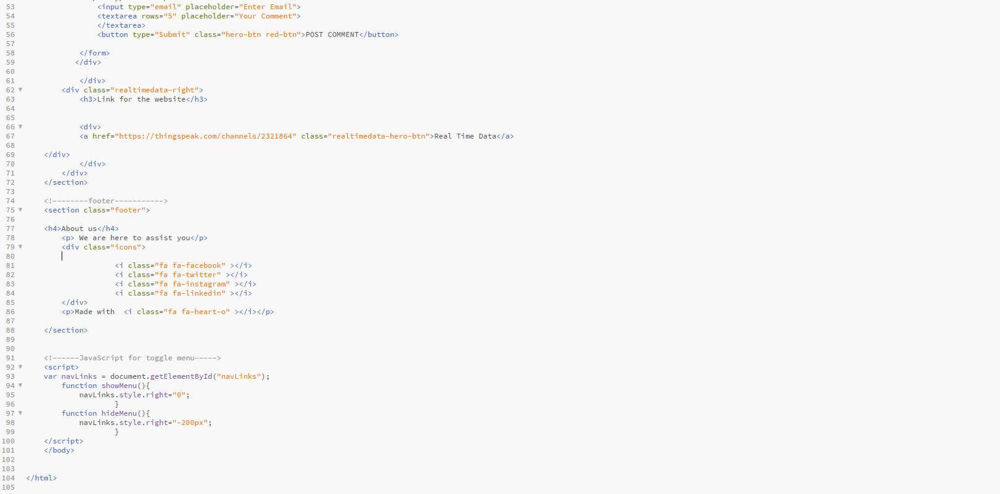 53 <input type="email" placeholder="Enter Email">
54 <textarea rows="5" placeholder="Your Comment">
55 </textarea>
56 <button type="Submit" class="hero-btn red-btn">POST COMMENT</button>
57
58 </form>
59 </div>
60
61 </div>
62 <div class="realtimedata-right">
63 <h3>Link for the website</h3>
64
65
66 <div>
67 <a href="https://thingspeak.com/channels/2321864" class="realtimedata-hero-btn">Real Time Data</a>
68
69 </div>
70 </div>
71 </div>
72 </section>
73
74 <!--------footer----------->
75 <section class="footer">
76
77 <h4>About us</h4>
78 <p> We are here to assist you</p>
79 <div class="icons">
80
81 <i class="fa fa-facebook" ></i>
82 <i class="fa fa-twitter" ></i>
83 <i class="fa fa-instagram" ></i>
84 <i class="fa fa-linkedin" ></i>
85 </div>
86 <p>Made with  <i class="fa fa-heart-o" ></i></p>
87
88 </section>
89
90
91 <!------JavaScript for toggle menu----->
92 <script>
93 var navLinks = document.getElementById("navLinks");
94 function showMenu(){
95 navLinks.style.right="0";
96 }
97 function hideMenu(){
98 navLinks.style.right="-200px";
99 }
100 </script>
101 </body>
102
103
104 </html>
105